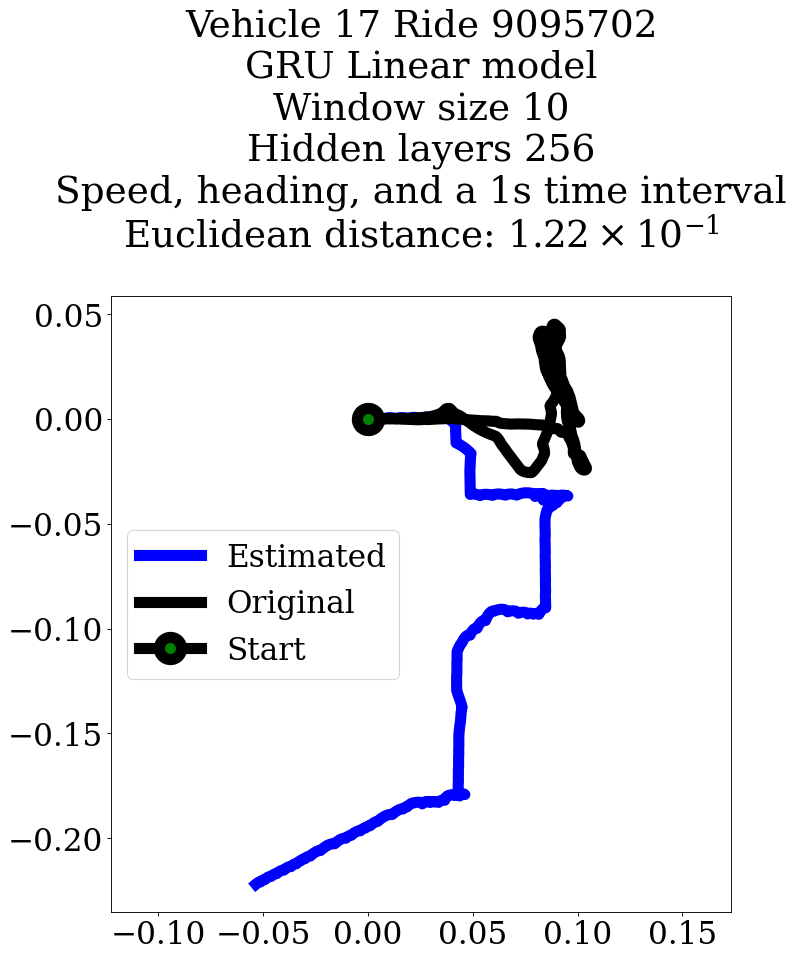 Vehicle 17 Ride 9095702
GRU Linear model
Window size 10
Hidden layers 256
Speed, heading, and a 1s time interval
Euclidean distance: 1.22 × 10⁻¹
0.05
0.00
−0.05
−0.10
−0.15
−0.20
Estimated
Original
Start
−0.10 −0.05 0.00 0.05 0.10 0.15